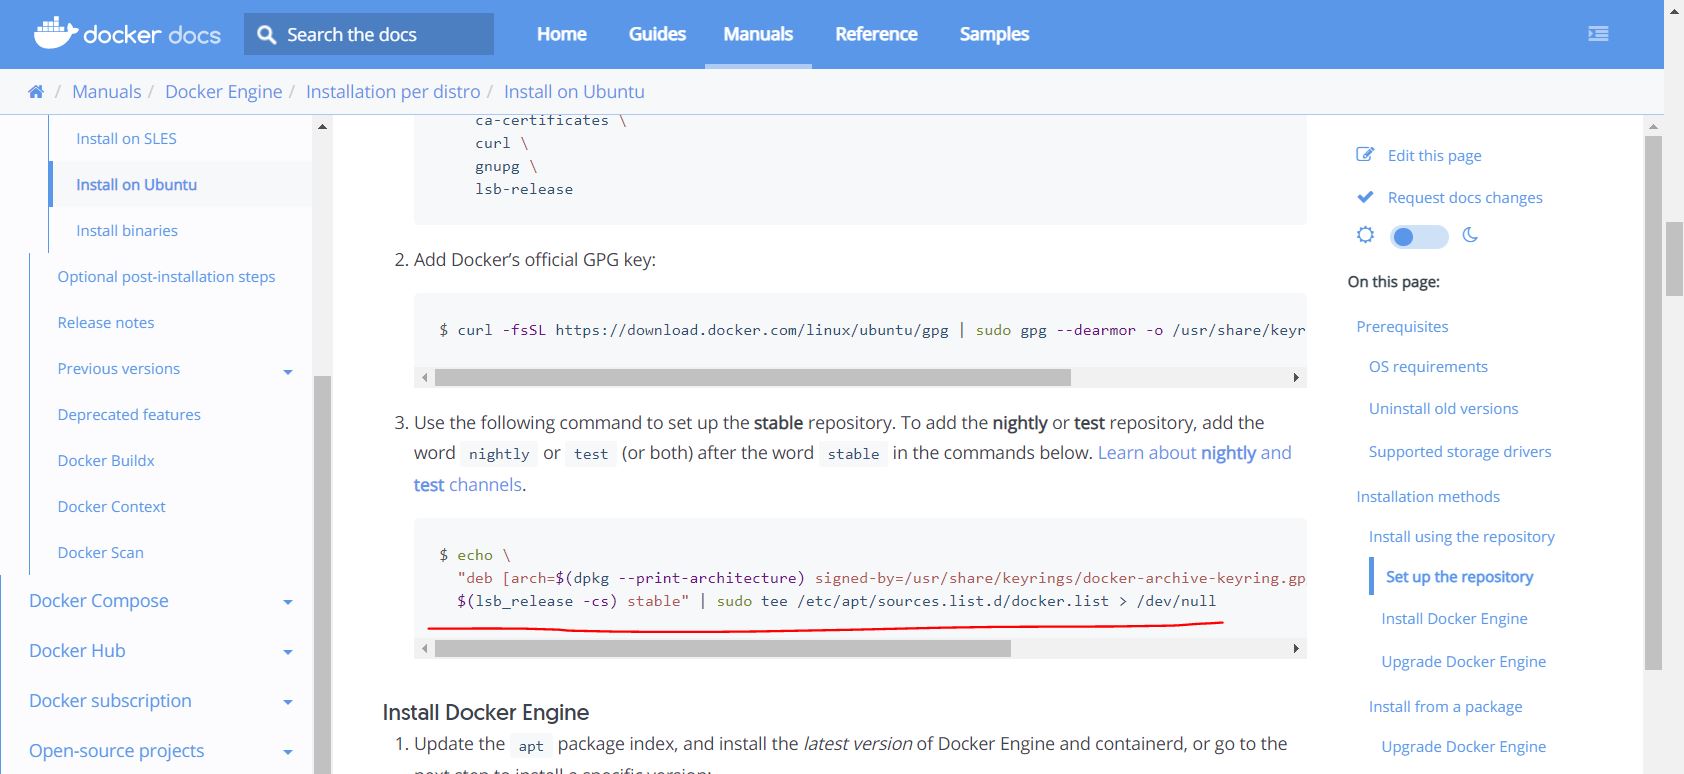 docker docs
Search the docs
Home
Guides
Manuals
Reference
Samples
/ Manuals / Docker Engine / Installation per distro / Install on Ubuntu
Install on SLES
Install on Ubuntu
Install binaries
Optional post-installation steps
Release notes
Previous versions
Deprecated features
Docker Buildx
Docker Context
Docker Scan
Docker Compose
Docker Hub
Docker subscription
Open-source projects
ca-certificates \
curl \
gnupg \
lsb-release
2. Add Docker’s official GPG key:
$ curl -fsSL https://download.docker.com/linux/ubuntu/gpg | sudo gpg --dearmor -o /usr/share/keyr
3. Use the following command to set up the stable repository. To add the nightly or test repository, add the
word nightly or test (or both) after the word stable in the commands below. Learn about nightly and
test channels.
$ echo \
"deb [arch=$(dpkg --print-architecture) signed-by=/usr/share/keyrings/docker-archive-keyring.gp
$(lsb_release -cs) stable" | sudo tee /etc/apt/sources.list.d/docker.list > /dev/null
Install Docker Engine
1. Update the apt package index, and install the latest version of Docker Engine and containerd, or go to the
next step to install a specific version:
Edit this page
Request docs changes
On this page:
Prerequisites
OS requirements
Uninstall old versions
Supported storage drivers
Installation methods
Install using the repository
Set up the repository
Install Docker Engine
Upgrade Docker Engine
Install from a package
Upgrade Docker Engine